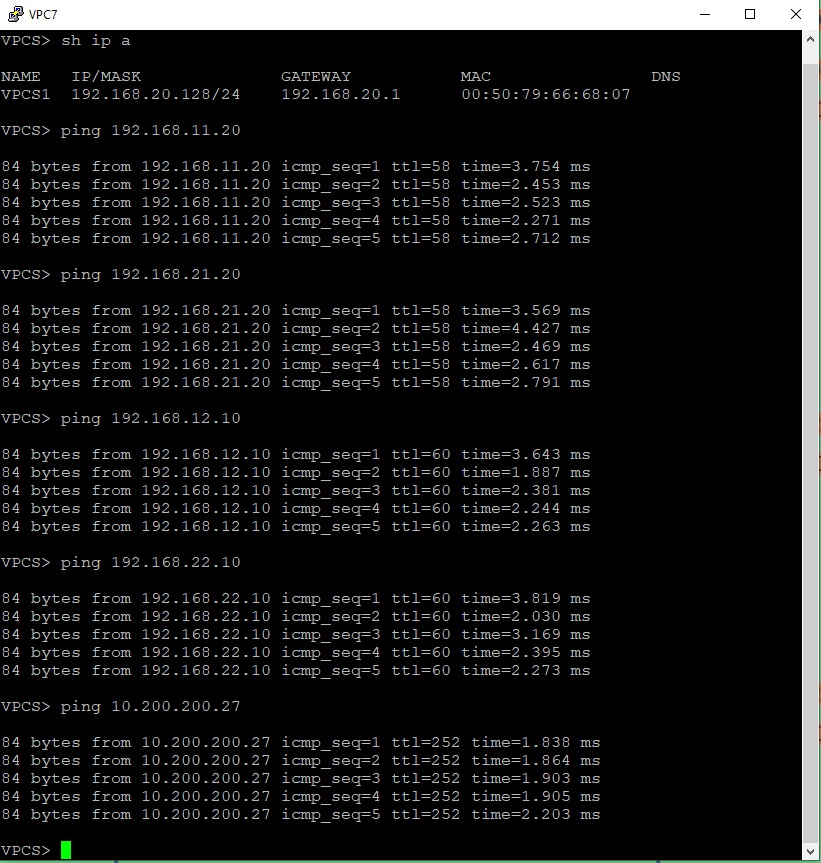 VPC7
VPCS> sh ip a
NAME IP/MASK GATEWAY MAC DNS
VPCS1 192.168.20.128/24 192.168.20.1 00:50:79:66:68:07
VPCS> ping 192.168.11.20
84 bytes from 192.168.11.20 icmp_seq=1 ttl=58 time=3.754 ms
84 bytes from 192.168.11.20 icmp_seq=2 ttl=58 time=2.453 ms
84 bytes from 192.168.11.20 icmp_seq=3 ttl=58 time=2.523 ms
84 bytes from 192.168.11.20 icmp_seq=4 ttl=58 time=2.271 ms
84 bytes from 192.168.11.20 icmp_seq=5 ttl=58 time=2.712 ms
VPCS> ping 192.168.21.20
84 bytes from 192.168.21.20 icmp_seq=1 ttl=58 time=3.569 ms
84 bytes from 192.168.21.20 icmp_seq=2 ttl=58 time=4.427 ms
84 bytes from 192.168.21.20 icmp_seq=3 ttl=58 time=2.469 ms
84 bytes from 192.168.21.20 icmp_seq=4 ttl=58 time=2.617 ms
84 bytes from 192.168.21.20 icmp_seq=5 ttl=58 time=2.791 ms
VPCS> ping 192.168.12.10
84 bytes from 192.168.12.10 icmp_seq=1 ttl=60 time=3.643 ms
84 bytes from 192.168.12.10 icmp_seq=2 ttl=60 time=1.887 ms
84 bytes from 192.168.12.10 icmp_seq=3 ttl=60 time=2.381 ms
84 bytes from 192.168.12.10 icmp_seq=4 ttl=60 time=2.244 ms
84 bytes from 192.168.12.10 icmp_seq=5 ttl=60 time=2.263 ms
VPCS> ping 192.168.22.10
84 bytes from 192.168.22.10 icmp_seq=1 ttl=60 time=3.819 ms
84 bytes from 192.168.22.10 icmp_seq=2 ttl=60 time=2.030 ms
84 bytes from 192.168.22.10 icmp_seq=3 ttl=60 time=3.169 ms
84 bytes from 192.168.22.10 icmp_seq=4 ttl=60 time=2.395 ms
84 bytes from 192.168.22.10 icmp_seq=5 ttl=60 time=2.273 ms
VPCS> ping 10.200.200.27
84 bytes from 10.200.200.27 icmp_seq=1 ttl=252 time=1.838 ms
84 bytes from 10.200.200.27 icmp_seq=2 ttl=252 time=1.864 ms
84 bytes from 10.200.200.27 icmp_seq=3 ttl=252 time=1.903 ms
84 bytes from 10.200.200.27 icmp_seq=4 ttl=252 time=1.905 ms
84 bytes from 10.200.200.27 icmp_seq=5 ttl=252 time=2.203 ms
VPCS>